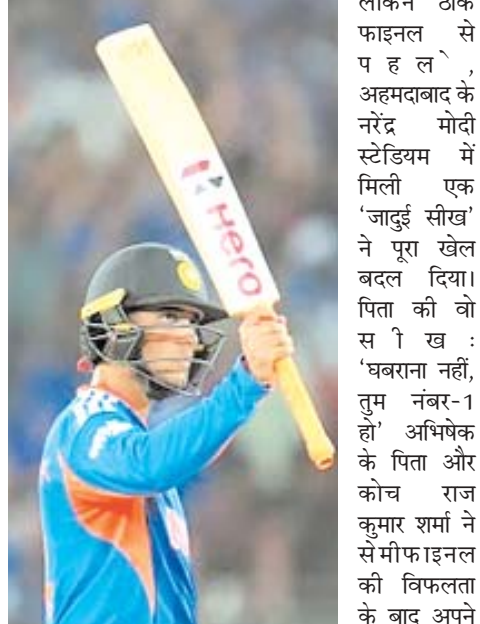 Hero
लेकिन ठीक
फाइनल से
प ह ल े ,
अहमदाबाद के
नरेंद्र मोदी
स्टेडियम में
मिली एक
‘जादुई सीख’
ने पूरा खेल
बदल दिया।
पिता की वो
स ी ख :
‘घबराना नहीं,
तुम नंबर-1
हो’ अभिषेक
के पिता और
कोच राज
कुमार शर्मा ने
सेमीफाइनल
की विफलता
के बाद अपने